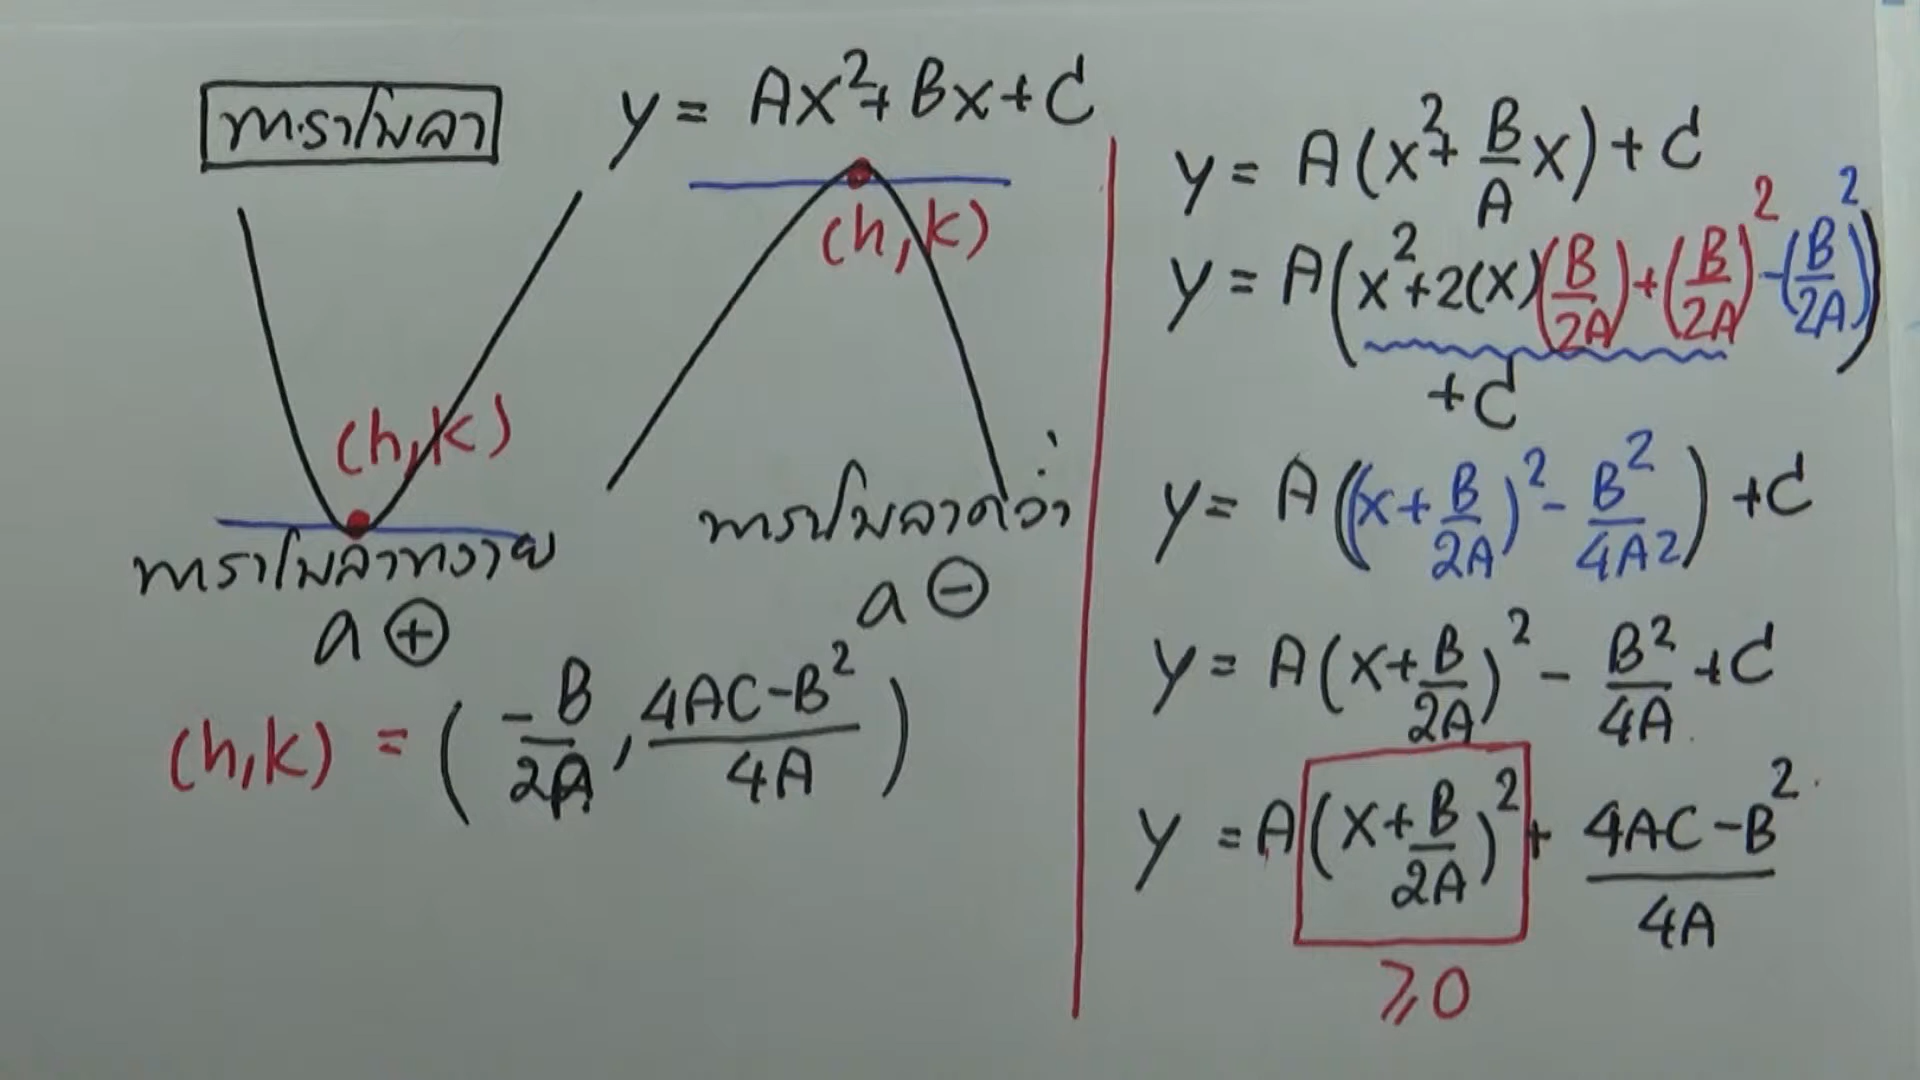 พาราโบลา
y = Ax² + Bx + C
(h, k)
(h, k)
พาราโบลาหงาย
a ⊕
พาราโบลาคว่ำ
a ⊖
(h, k) = (-B/2A, (4AC-B²)/4A)
y = A(x² + B/A x) + C
y = A(x² + 2(x)(B/2A) + (B/2A)² - (B/2A)²)
+ C
y = A((x + B/2A)² - B²/4A²) + C
y = A(x + B/2A)² - B²/4A + C
y = A(x + B/2A)² + (4AC - B²)/4A
≥ 0